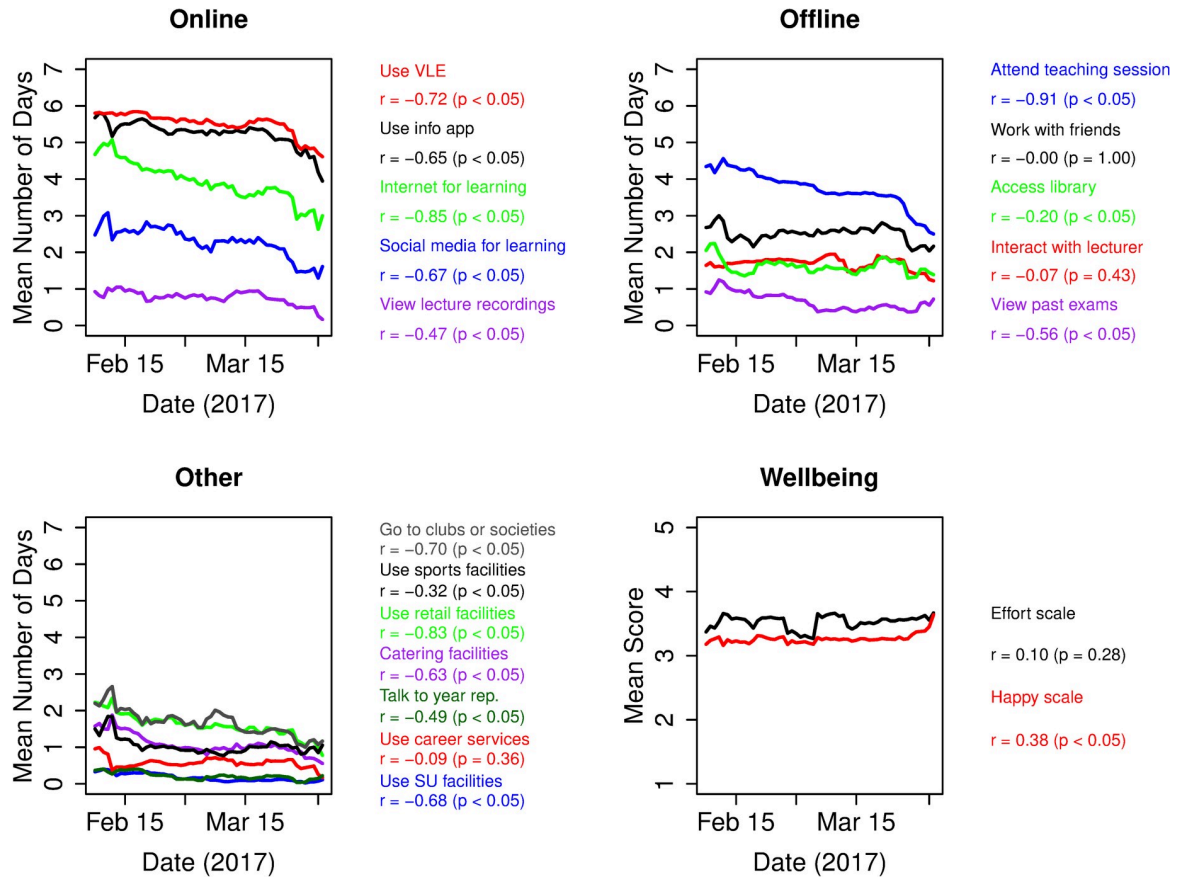 Online
7
6
5
4
3
2
1
0
Mean Number of Days
Feb 15
Mar 15
Date (2017)
Use VLE
r = −0.72 (p < 0.05)
Use info app
r = −0.65 (p < 0.05)
Internet for learning
r = −0.85 (p < 0.05)
Social media for learning
r = −0.67 (p < 0.05)
View lecture recordings
r = −0.47 (p < 0.05)
Offline
7
6
5
4
3
2
1
0
Mean Number of Days
Feb 15
Mar 15
Date (2017)
Attend teaching session
r = −0.91 (p < 0.05)
Work with friends
r = −0.00 (p = 1.00)
Access library
r = −0.20 (p < 0.05)
Interact with lecturer
r = −0.07 (p = 0.43)
View past exams
r = −0.56 (p < 0.05)
Other
7
6
5
4
3
2
1
0
Mean Number of Days
Feb 15
Mar 15
Date (2017)
Go to clubs or societies
r = −0.70 (p < 0.05)
Use sports facilities
r = −0.32 (p < 0.05)
Use retail facilities
r = −0.83 (p < 0.05)
Catering facilities
r = −0.63 (p < 0.05)
Talk to year rep.
r = −0.49 (p < 0.05)
Use career services
r = −0.09 (p = 0.36)
Use SU facilities
r = −0.68 (p < 0.05)
Wellbeing
5
4
3
2
1
Mean Score
Feb 15
Mar 15
Date (2017)
Effort scale
r = 0.10 (p = 0.28)
Happy scale
r = 0.38 (p < 0.05)